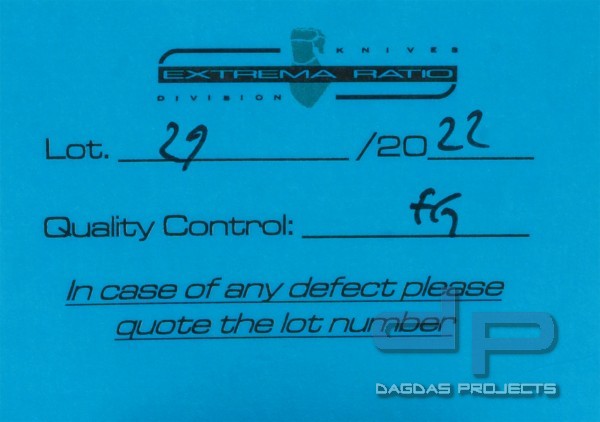 KNIVES
EXTREMA RATIO
DIVISION
Lot. 29 /2022
Quality Control:
In case of any defect please
quote the lot number
dp
DAGDAS PROJECTS